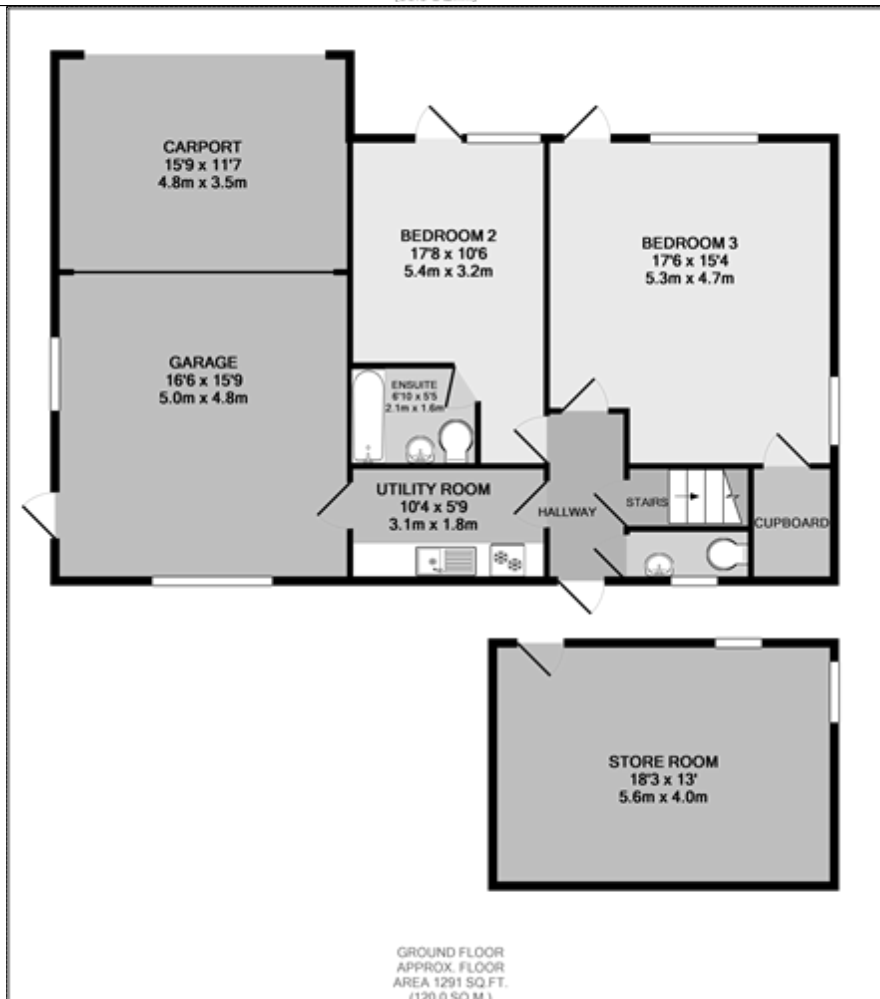 CARPORT
15'9 x 11'7
4.8m x 3.5m
BEDROOM 2
17'8 x 10'6
5.4m x 3.2m
BEDROOM 3
17'6 x 15'4
5.3m x 4.7m
GARAGE
16'6 x 15'9
5.0m x 4.8m
ENSUITE
6'10 x 5'5
2.1m x 1.6m
UTILITY ROOM
10'4 x 5'9
3.1m x 1.8m
HALLWAY
STAIRS
CUPBOARD
STORE ROOM
18'3 x 13'
5.6m x 4.0m
GROUND FLOOR
APPROX. FLOOR
AREA 1291 SQ.FT.
(120.0 SQ.M.)